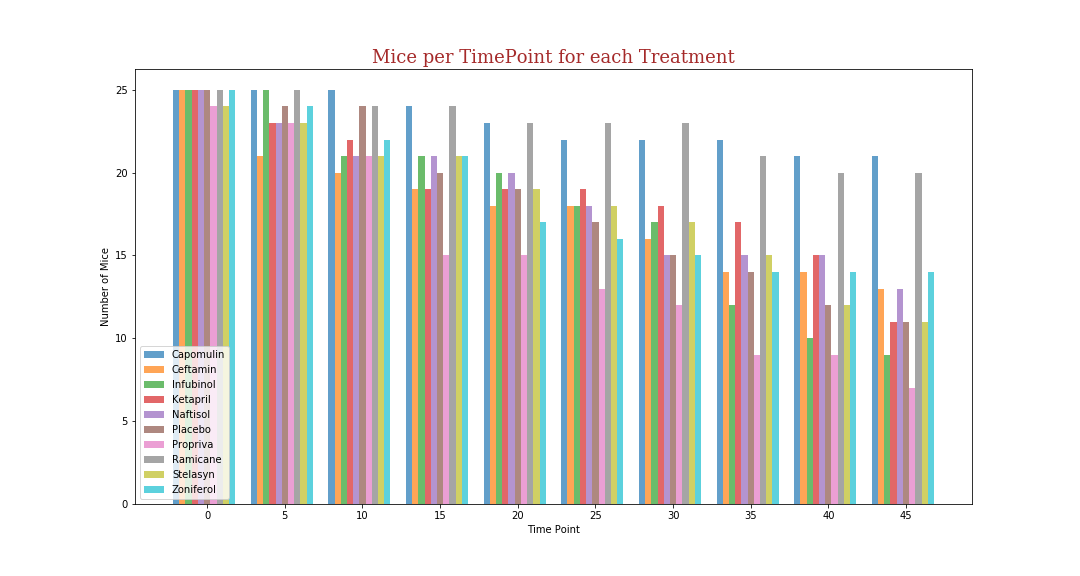 Mice per TimePoint for each Treatment
25
20
15
10
5
0
Number of Mice
Capomulin
Ceftamin
Infubinol
Ketapril
Naftisol
Placebo
Propriva
Ramicane
Stelasyn
Zoniferol
0 5 10 15 20 25 30 35 40 45
Time Point